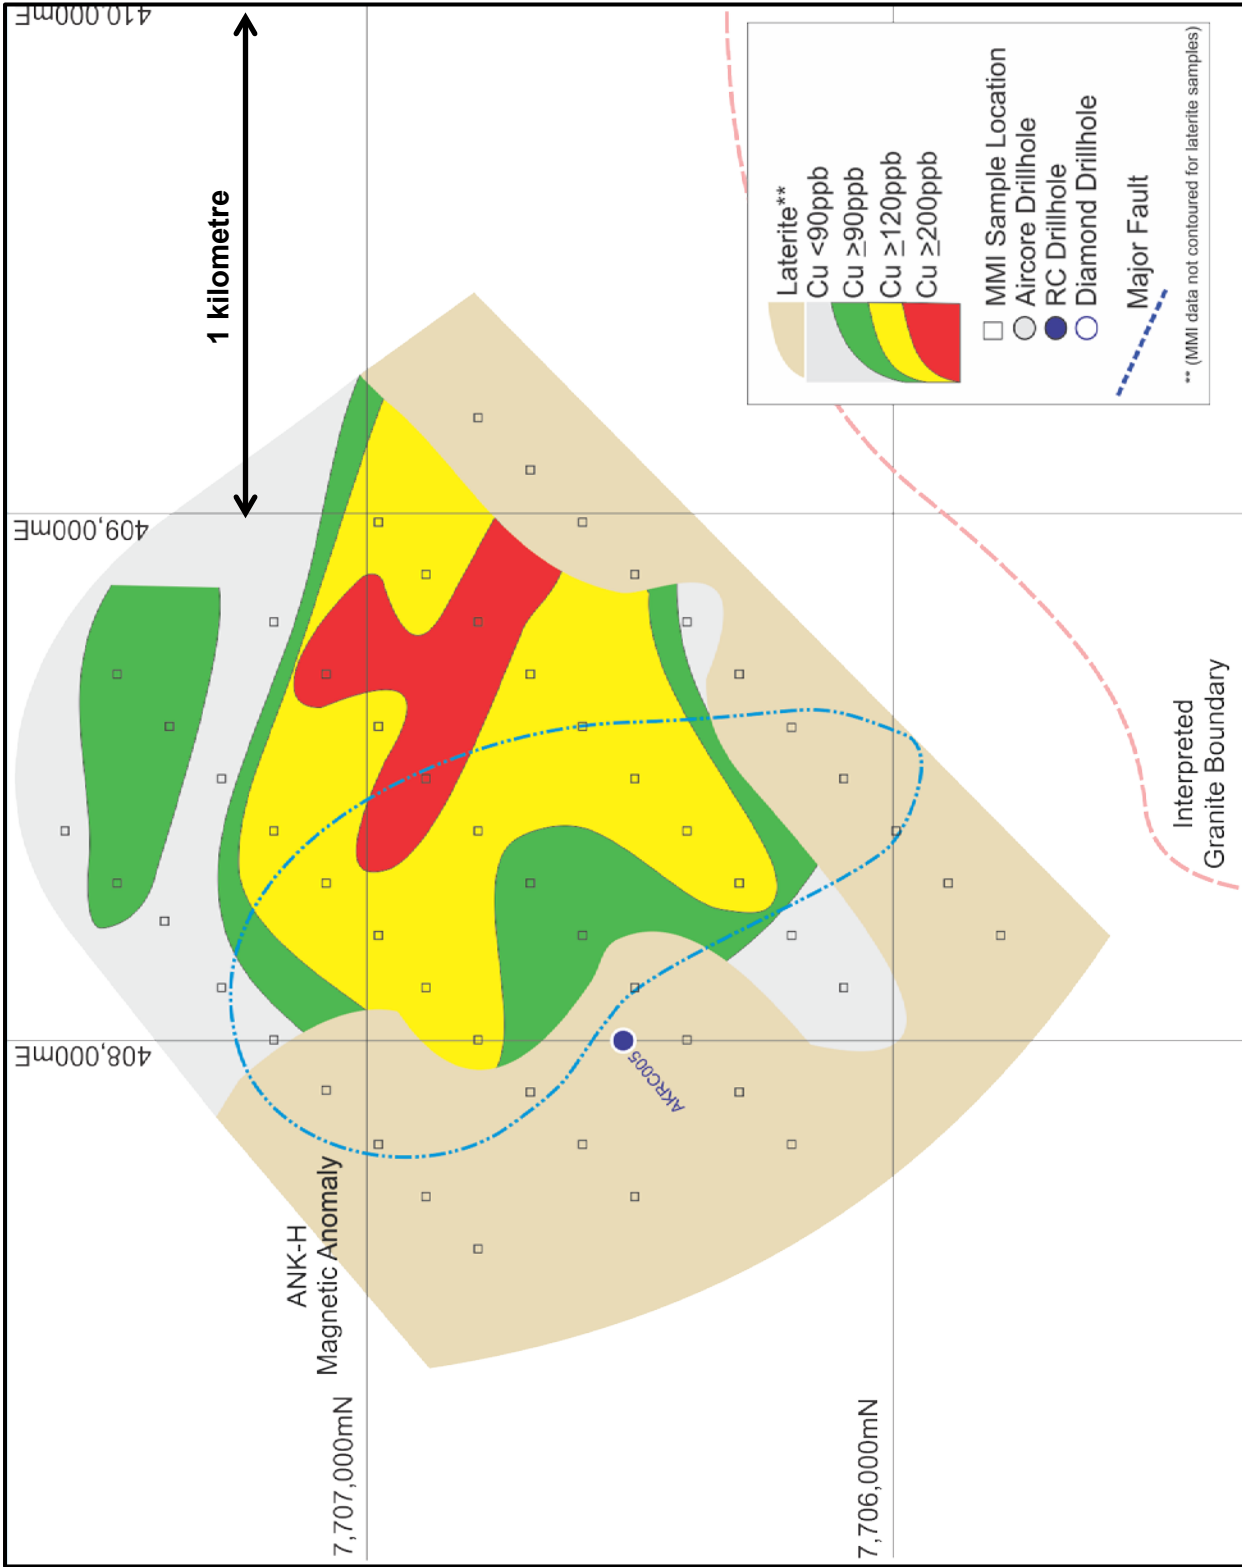 410,000mE
1 kilometre
409,000mE
408,000mE
ANK-H
Magnetic Anomaly
7,707,000mN
7,706,000mN
AKRC005
Interpreted
Granite Boundary
Laterite**
Cu <90ppb
Cu ≥90ppb
Cu ≥120ppb
Cu ≥200ppb
MMI Sample Location
Aircore Drillhole
RC Drillhole
Diamond Drillhole
Major Fault
** (MMI data not contoured for laterite samples)